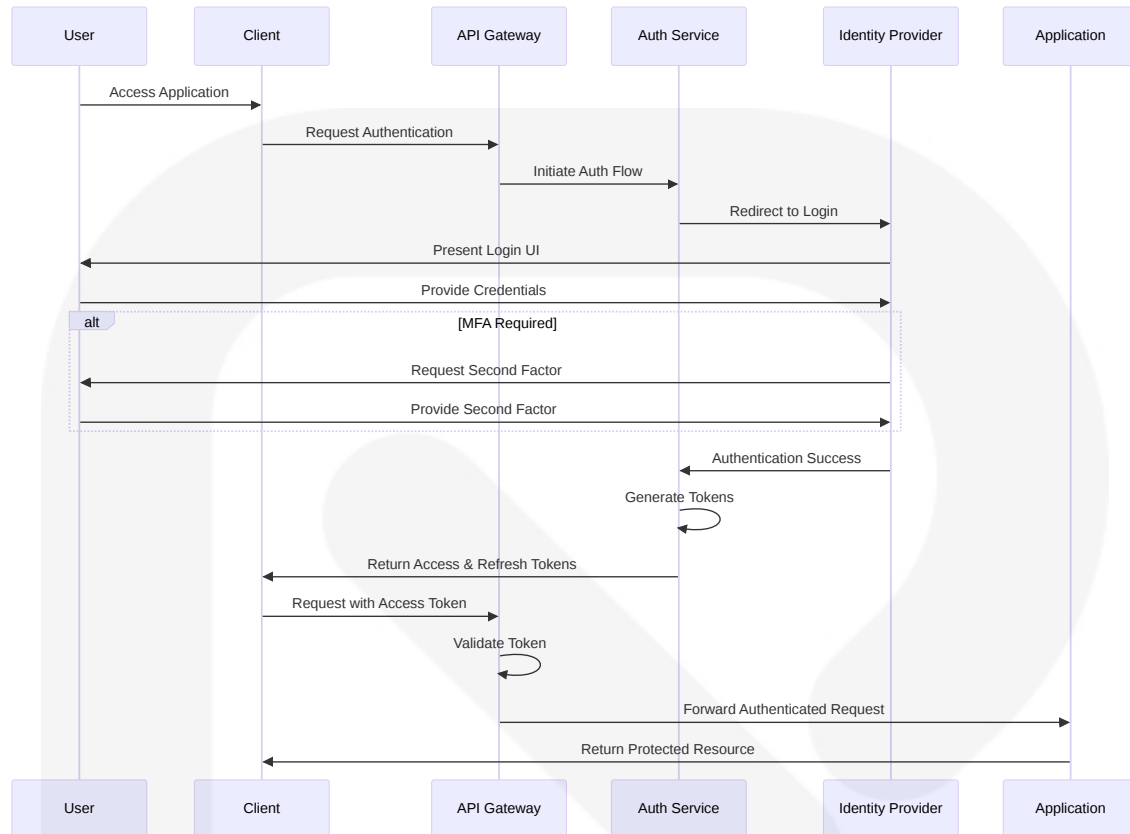 User Client API Gateway Auth Service Identity Provider Application
Access Application
Request Authentication
Initiate Auth Flow
Redirect to Login
Present Login UI
Provide Credentials
alt [MFA Required]
Request Second Factor
Provide Second Factor
Authentication Success
Generate Tokens
Return Access & Refresh Tokens
Request with Access Token
Validate Token
Forward Authenticated Request
Return Protected Resource
User Client API Gateway Auth Service Identity Provider Application